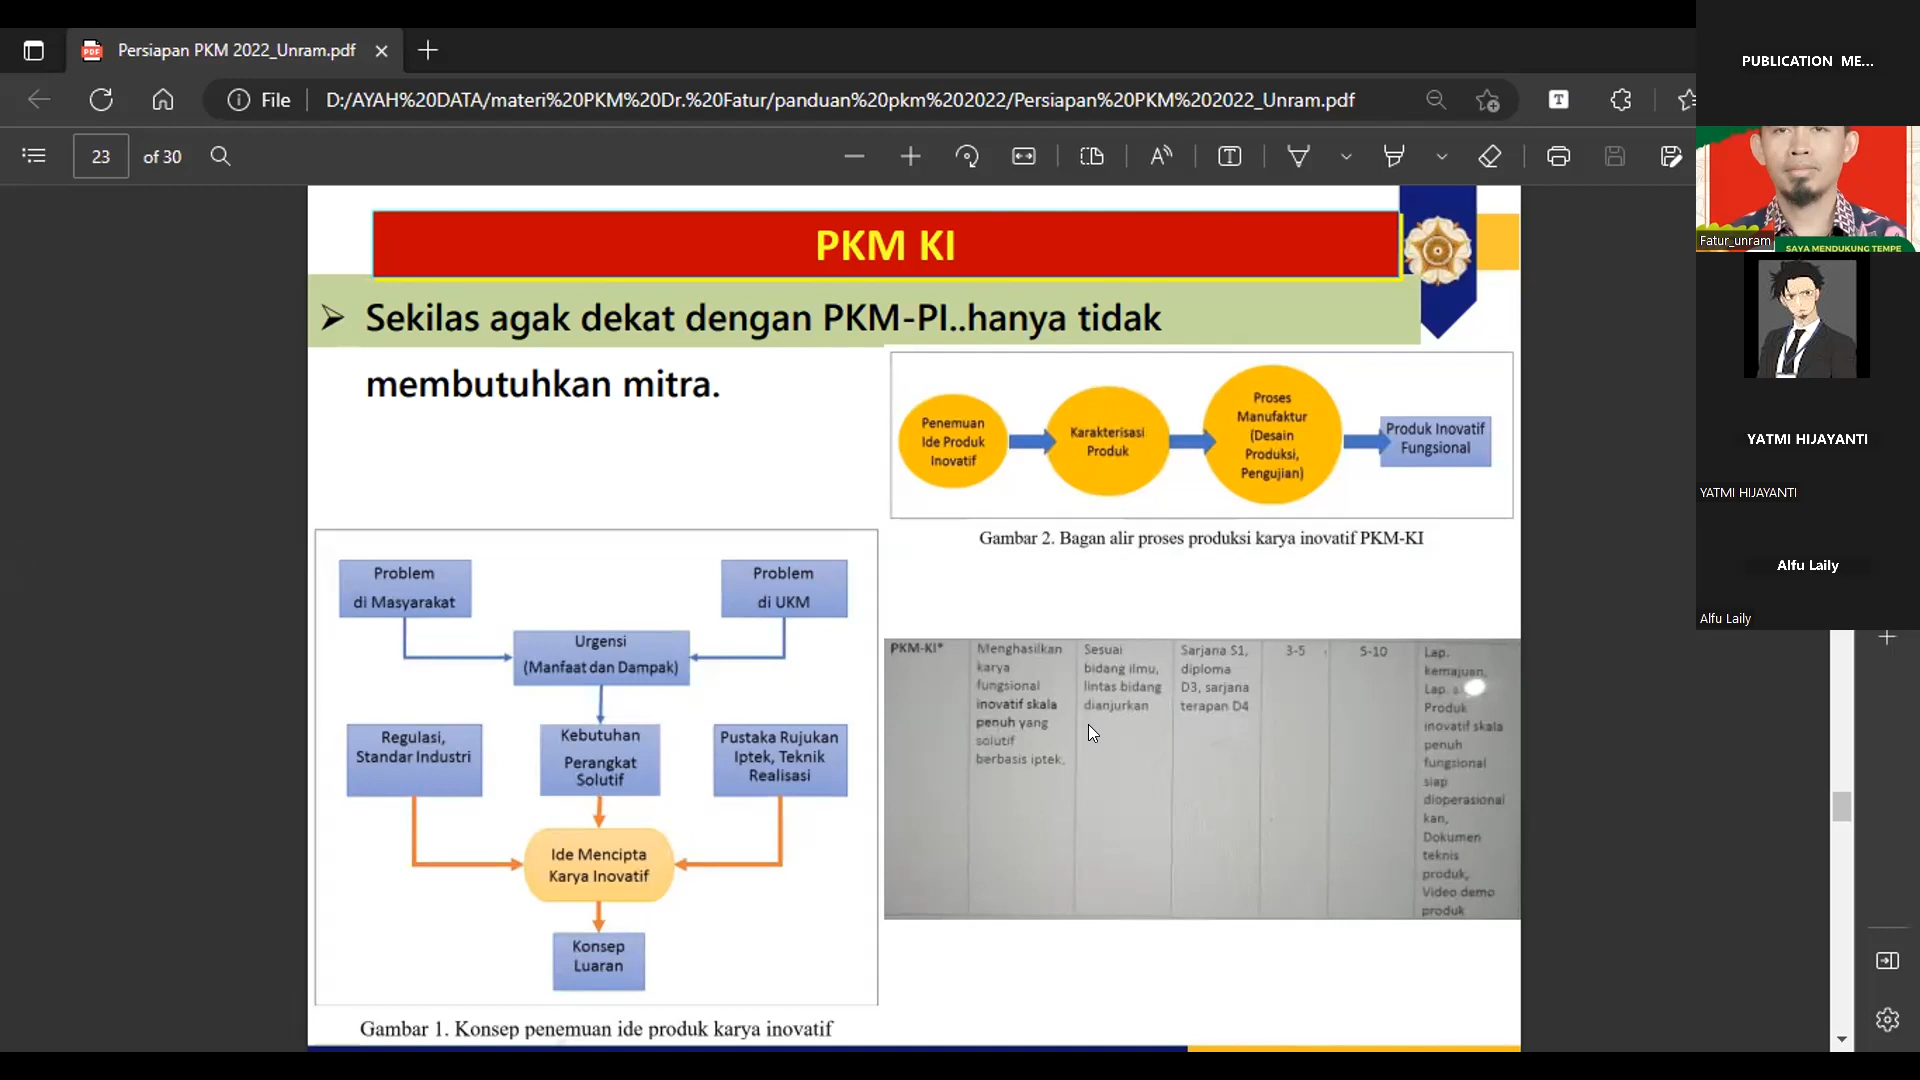 Persiapan PKM 2022_Unram.pdf
File
D:/AYAH%20DATA/materi%20PKM%20Dr.%20Fatur/panduan%20pkm%202022/Persiapan%20PKM%202022_Unram.pdf
23 of 30
PKM KI
➤ Sekilas agak dekat dengan PKM-PI..hanya tidak
membutuhkan mitra.
Penemuan
Ide Produk
Inovatif
Karakterisasi
Produk
Proses
Manufaktur
(Desain
Produksi,
Pengujian)
Produk Inovatif
Fungsional
Gambar 2. Bagan alir proses produksi karya inovatif PKM-KI
Problem
di Masyarakat
Problem
di UKM
Urgensi
(Manfaat dan Dampak)
Regulasi,
Standar Industri
Kebutuhan
Perangkat
Solutif
Pustaka Rujukan
Iptek, Teknik
Realisasi
Ide Mencipta
Karya Inovatif
Konsep
Luaran
Gambar 1. Konsep penemuan ide produk karya inovatif
PKM-KI*
Menghasilkan
karya
fungsional
inovatif skala
penuh yang
solutif
berbasis iptek.
Sesuai
bidang ilmu,
lintas bidang
dianjurkan
Sarjana S1,
diploma
D3, sarjana
terapan D4
3-5
5-10
Lap.
kemajuan,
Lap.
Produk
inovatif skala
penuh
fungsional
siap
dioperasional
kan,
Dokumen
teknis
produk,
Video demo
produk
PUBLICATION ME...
Fatur_unram
SAYA MENDUKUNG TEMPE
YATMI HIJAYANTI
YATMI HIJAYANTI
Alfu Laily
Alfu Laily